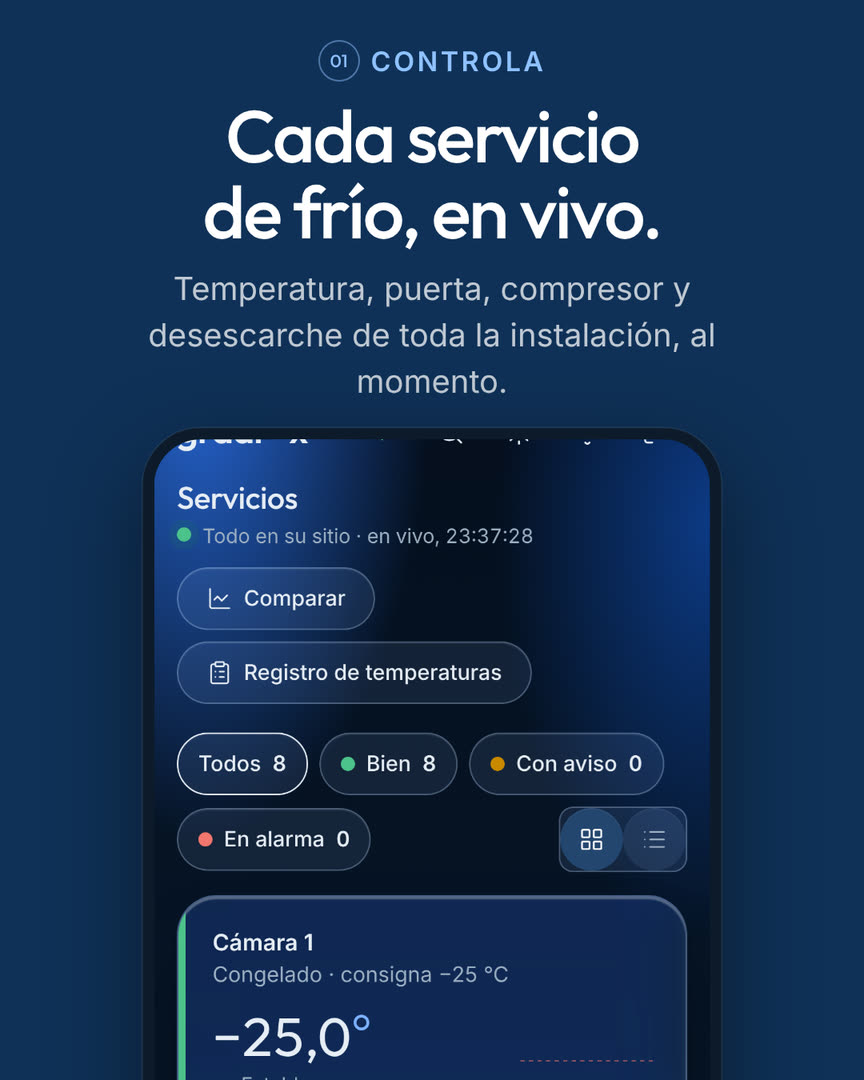 01 CONTROLA
Cada servicio
de frío, en vivo.
Temperatura, puerta, compresor y
desescarche de toda la instalación, al
momento.
Servicios
Todo en su sitio · en vivo, 23:37:28
Comparar
Registro de temperaturas
Todos 8 Bien 8 Con aviso 0
En alarma 0
Cámara 1
Congelado · consigna −25 °C
−25,0°